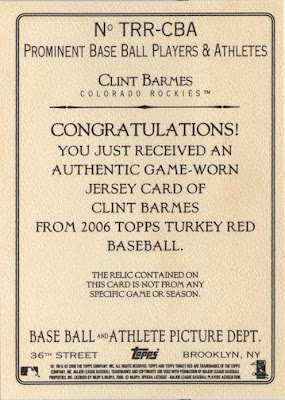 Nº TRR-CBA
PROMINENT BASE BALL PLAYERS & ATHLETES
CLINT BARMES
COLORADO ROCKIES™
CONGRATULATIONS!
YOU JUST RECEIVED AN
AUTHENTIC GAME-WORN
JERSEY CARD OF
CLINT BARMES
FROM 2006 TOPPS TURKEY RED
BASEBALL.
THE RELIC CONTAINED ON
THIS CARD IS NOT FROM ANY
SPECIFIC GAME OR SEASON.
BASE BALL AND ATHLETE PICTURE DEPT.
36TH STREET Topps BROOKLYN, NY